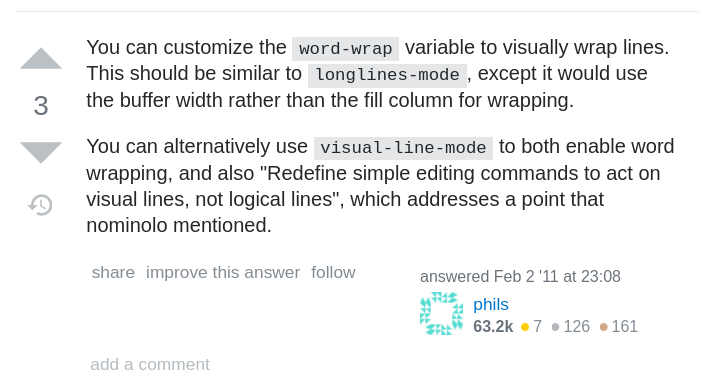 You can customize the word-wrap variable to visually wrap lines.
This should be similar to longlines-mode, except it would use
the buffer width rather than the fill column for wrapping.
3
You can alternatively use visual-line-mode to both enable word
wrapping, and also "Redefine simple editing commands to act on
visual lines, not logical lines", which addresses a point that
nominolo mentioned.
share improve this answer follow
answered Feb 2 '11 at 23:08
phils
63.2k 7 126 161
add a comment